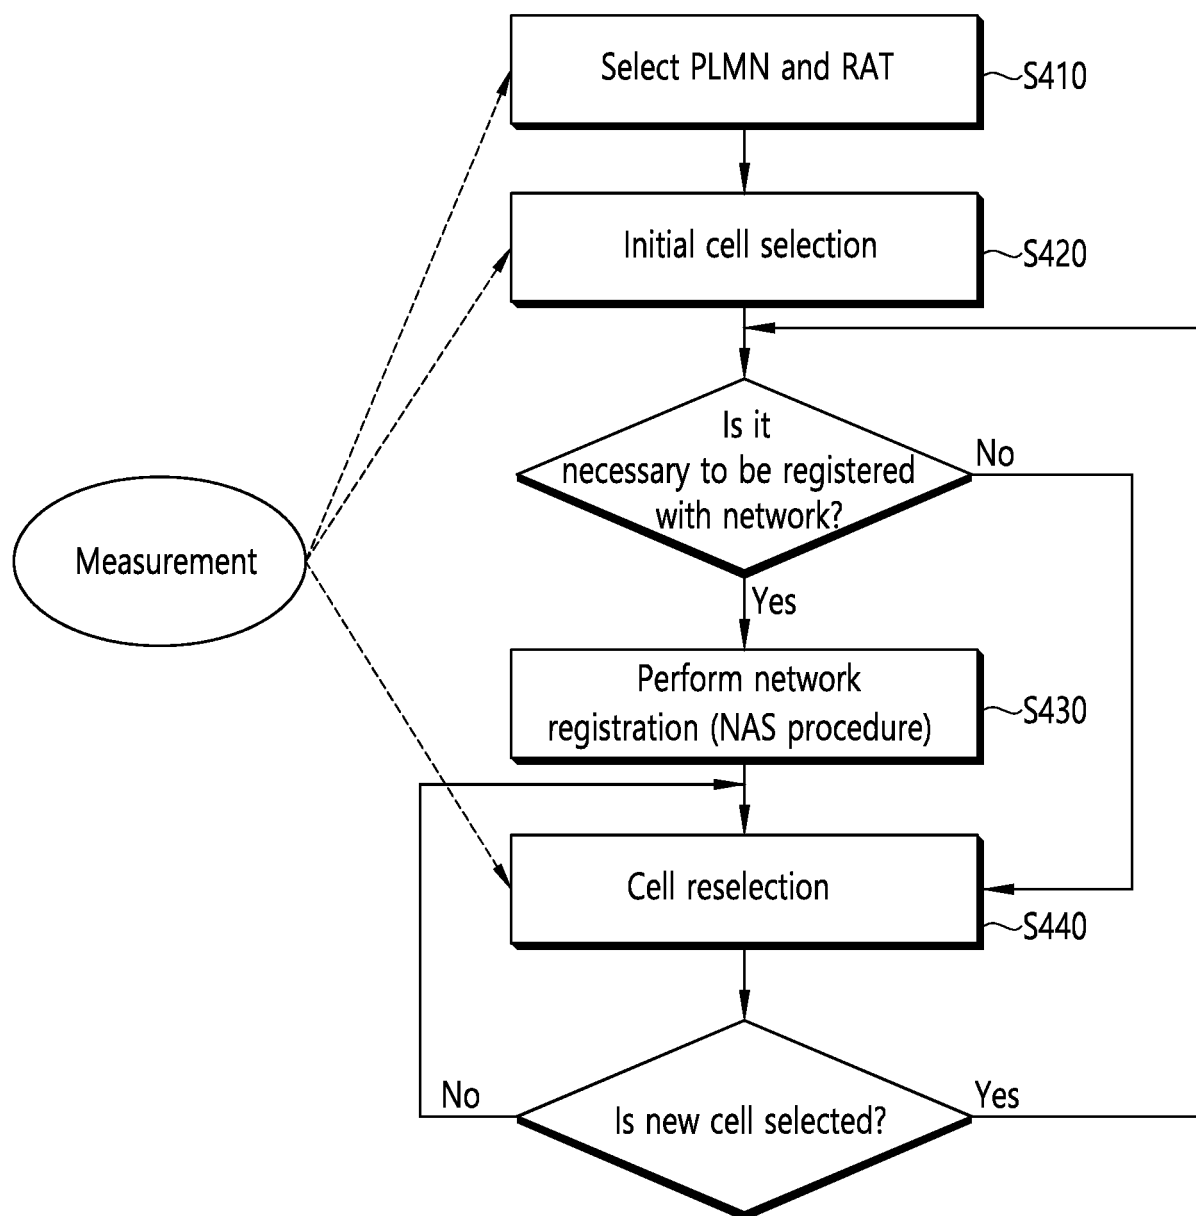 Select PLMN and RAT
S410
Initial cell selection
S420
Is it
necessary to be registered
with network?
No
Measurement
Yes
Perform network
registration (NAS procedure)
S430
Cell reselection
S440
No
Is new cell selected?
Yes